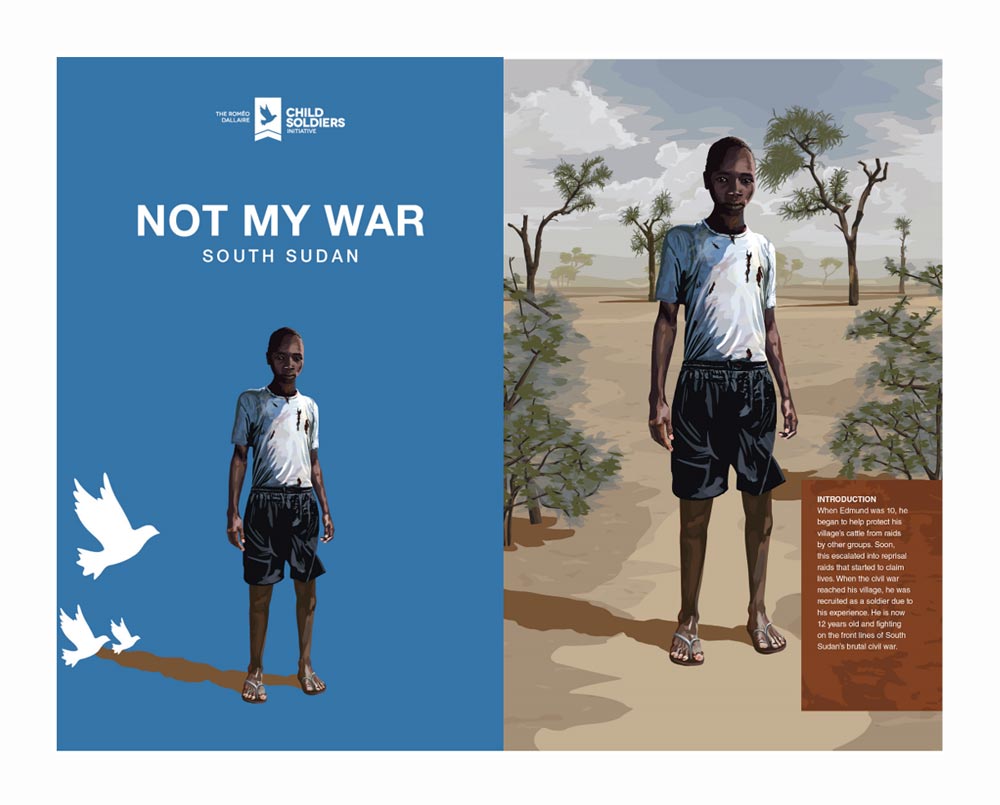 THE ROMÉO
DALLAIRE
CHILD
SOLDIERS
INITIATIVE
NOT MY WAR
SOUTH SUDAN
INTRODUCTION
When Edmund was 10, he
began to help protect his
village's cattle from raids
by other groups. Soon,
this escalated into reprisal
raids that started to claim
lives. When the civil war
reached his village, he was
recruited as a soldier due to
his experience. He is now
12 years old and fighting
on the front lines of South
Sudan's brutal civil war.